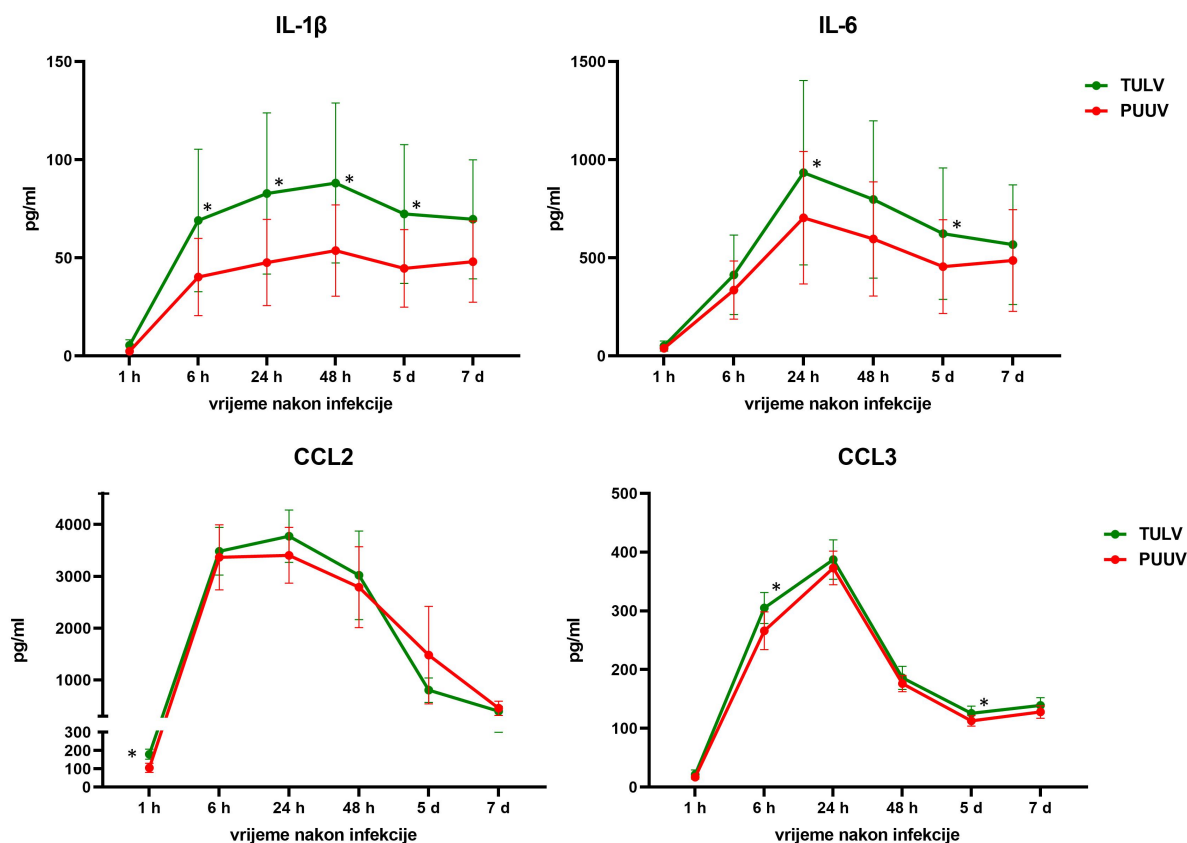 IL-1β
150
100
50
0
pg/ml
*
*
*
*
1 h 6 h 24 h 48 h 5 d 7 d
vrijeme nakon infekcije
IL-6
1500
1000
500
0
pg/ml
*
*
1 h 6 h 24 h 48 h 5 d 7 d
vrijeme nakon infekcije
TULV
PUUV
CCL2
4000
3000
2000
1000
300
200
100
0
pg/ml
*
1 h 6 h 24 h 48 h 5 d 7 d
vrijeme nakon infekcije
CCL3
500
400
300
200
100
0
pg/ml
*
*
1 h 6 h 24 h 48 h 5 d 7 d
vrijeme nakon infekcije
TULV
PUUV